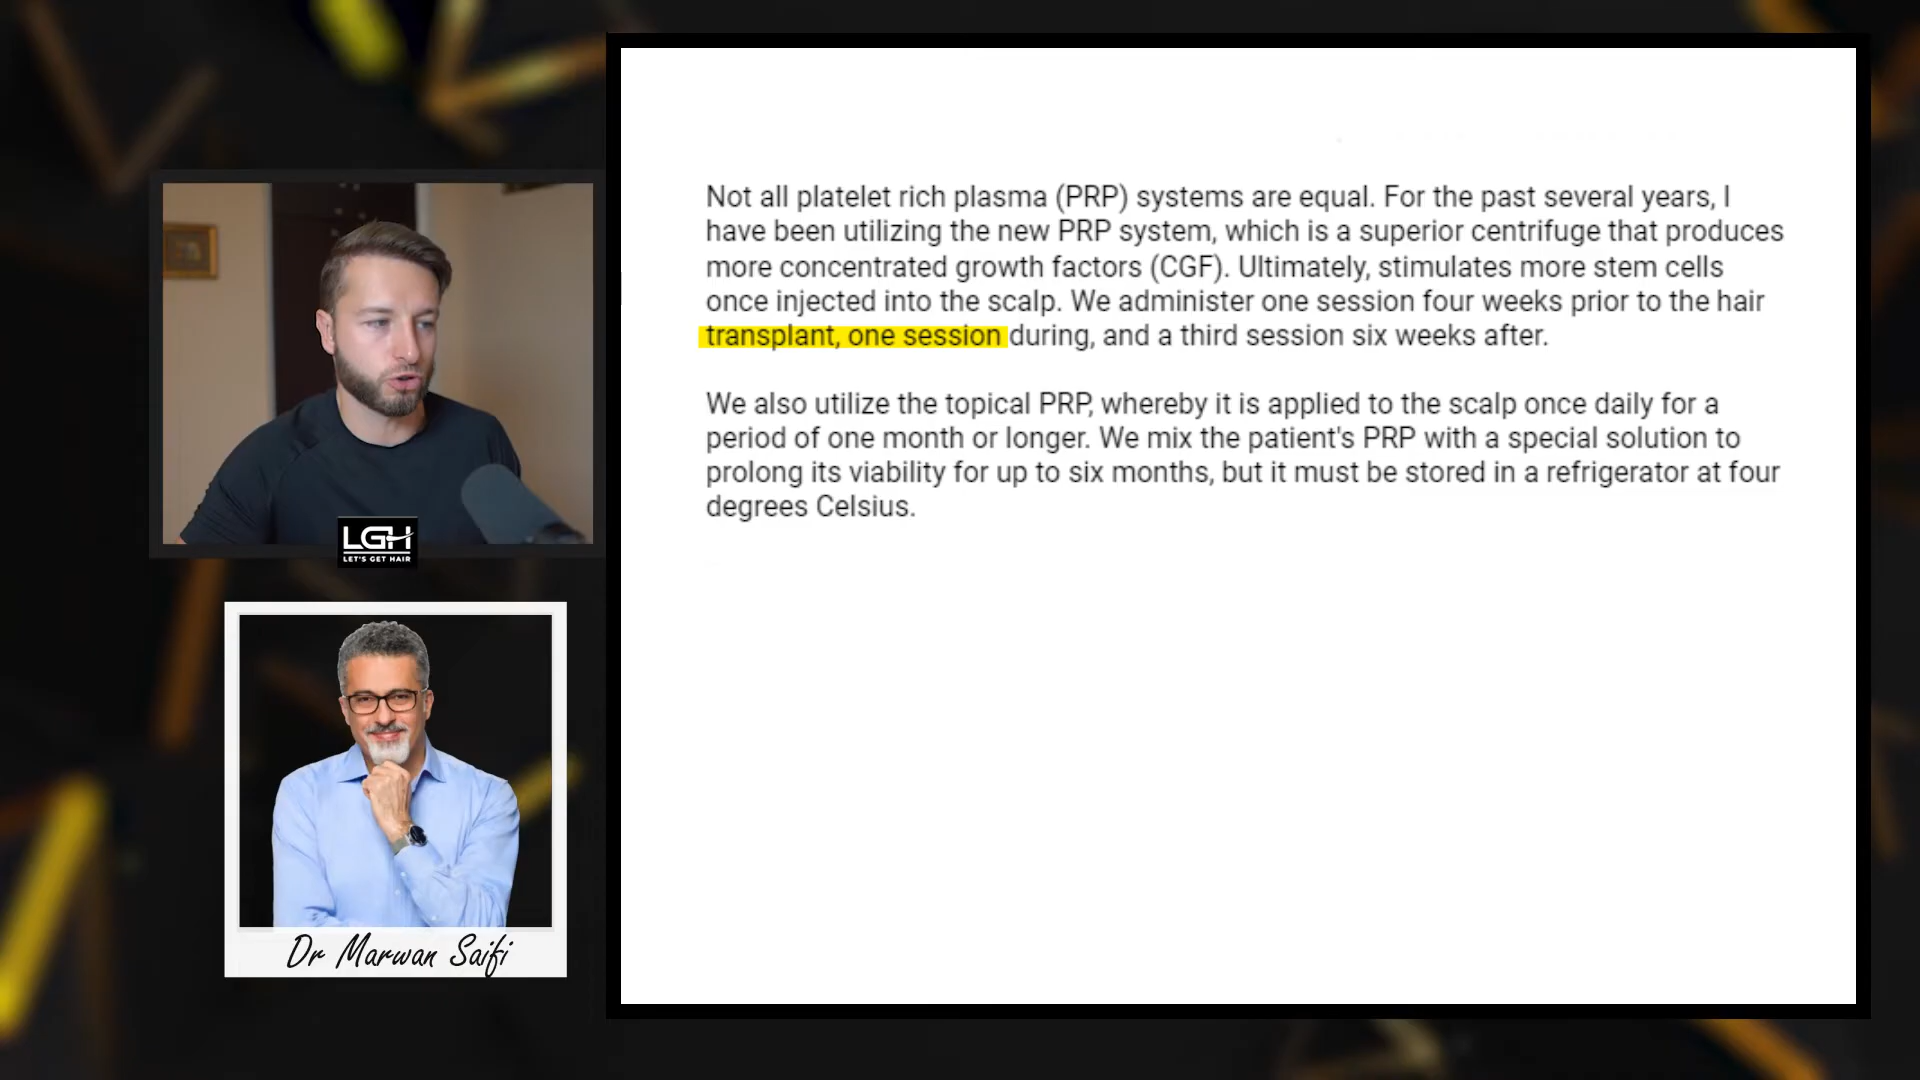 Not all platelet rich plasma (PRP) systems are equal. For the past several years, I
have been utilizing the new PRP system, which is a superior centrifuge that produces
more concentrated growth factors (CGF). Ultimately, stimulates more stem cells
once injected into the scalp. We administer one session four weeks prior to the hair
transplant, one session during, and a third session six weeks after.
We also utilize the topical PRP, whereby it is applied to the scalp once daily for a
period of one month or longer. We mix the patient's PRP with a special solution to
prolong its viability for up to six months, but it must be stored in a refrigerator at four
degrees Celsius.
LGH
LET'S GET HAIR
Dr Marwan Saifi